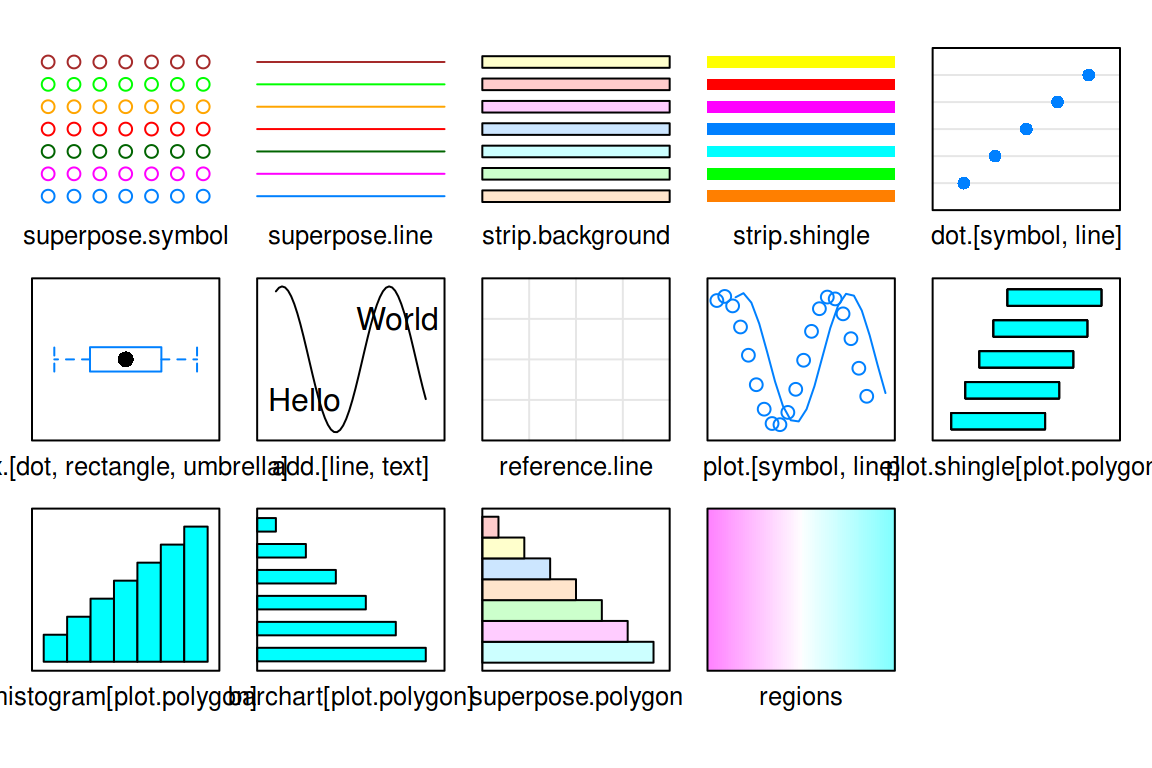 superpose.symbol
superpose.line
strip.background
strip.shingle
dot.[symbol, line]
World
Hello
.[dot, rectangle, umbrella]
add.[line, text]
reference.line
plot.[symbol, line]
plot.shingle[plot.polygon
histogram[plot.polygon]
barchart[plot.polygon]
superpose.polygon
regions